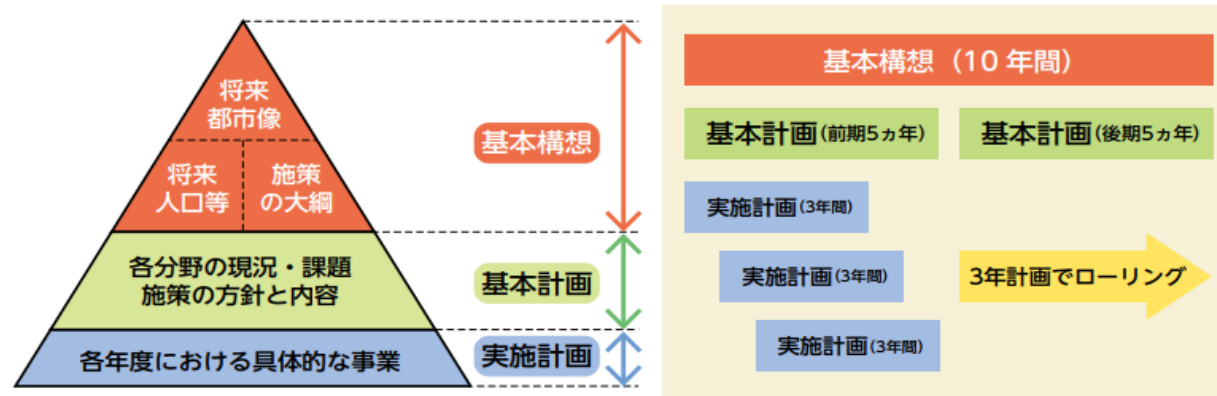 将来
都市像
将来
人口等
施策
の大綱
各分野の現況・課題
施策の方針と内容
各年度における具体的な事業
基本構想
基本計画
実施計画
基本構想（10年間）
基本計画(前期5ヵ年)
基本計画(後期5ヵ年)
実施計画(3年間)
実施計画(3年間)
3年計画でローリング
実施計画(3年間)